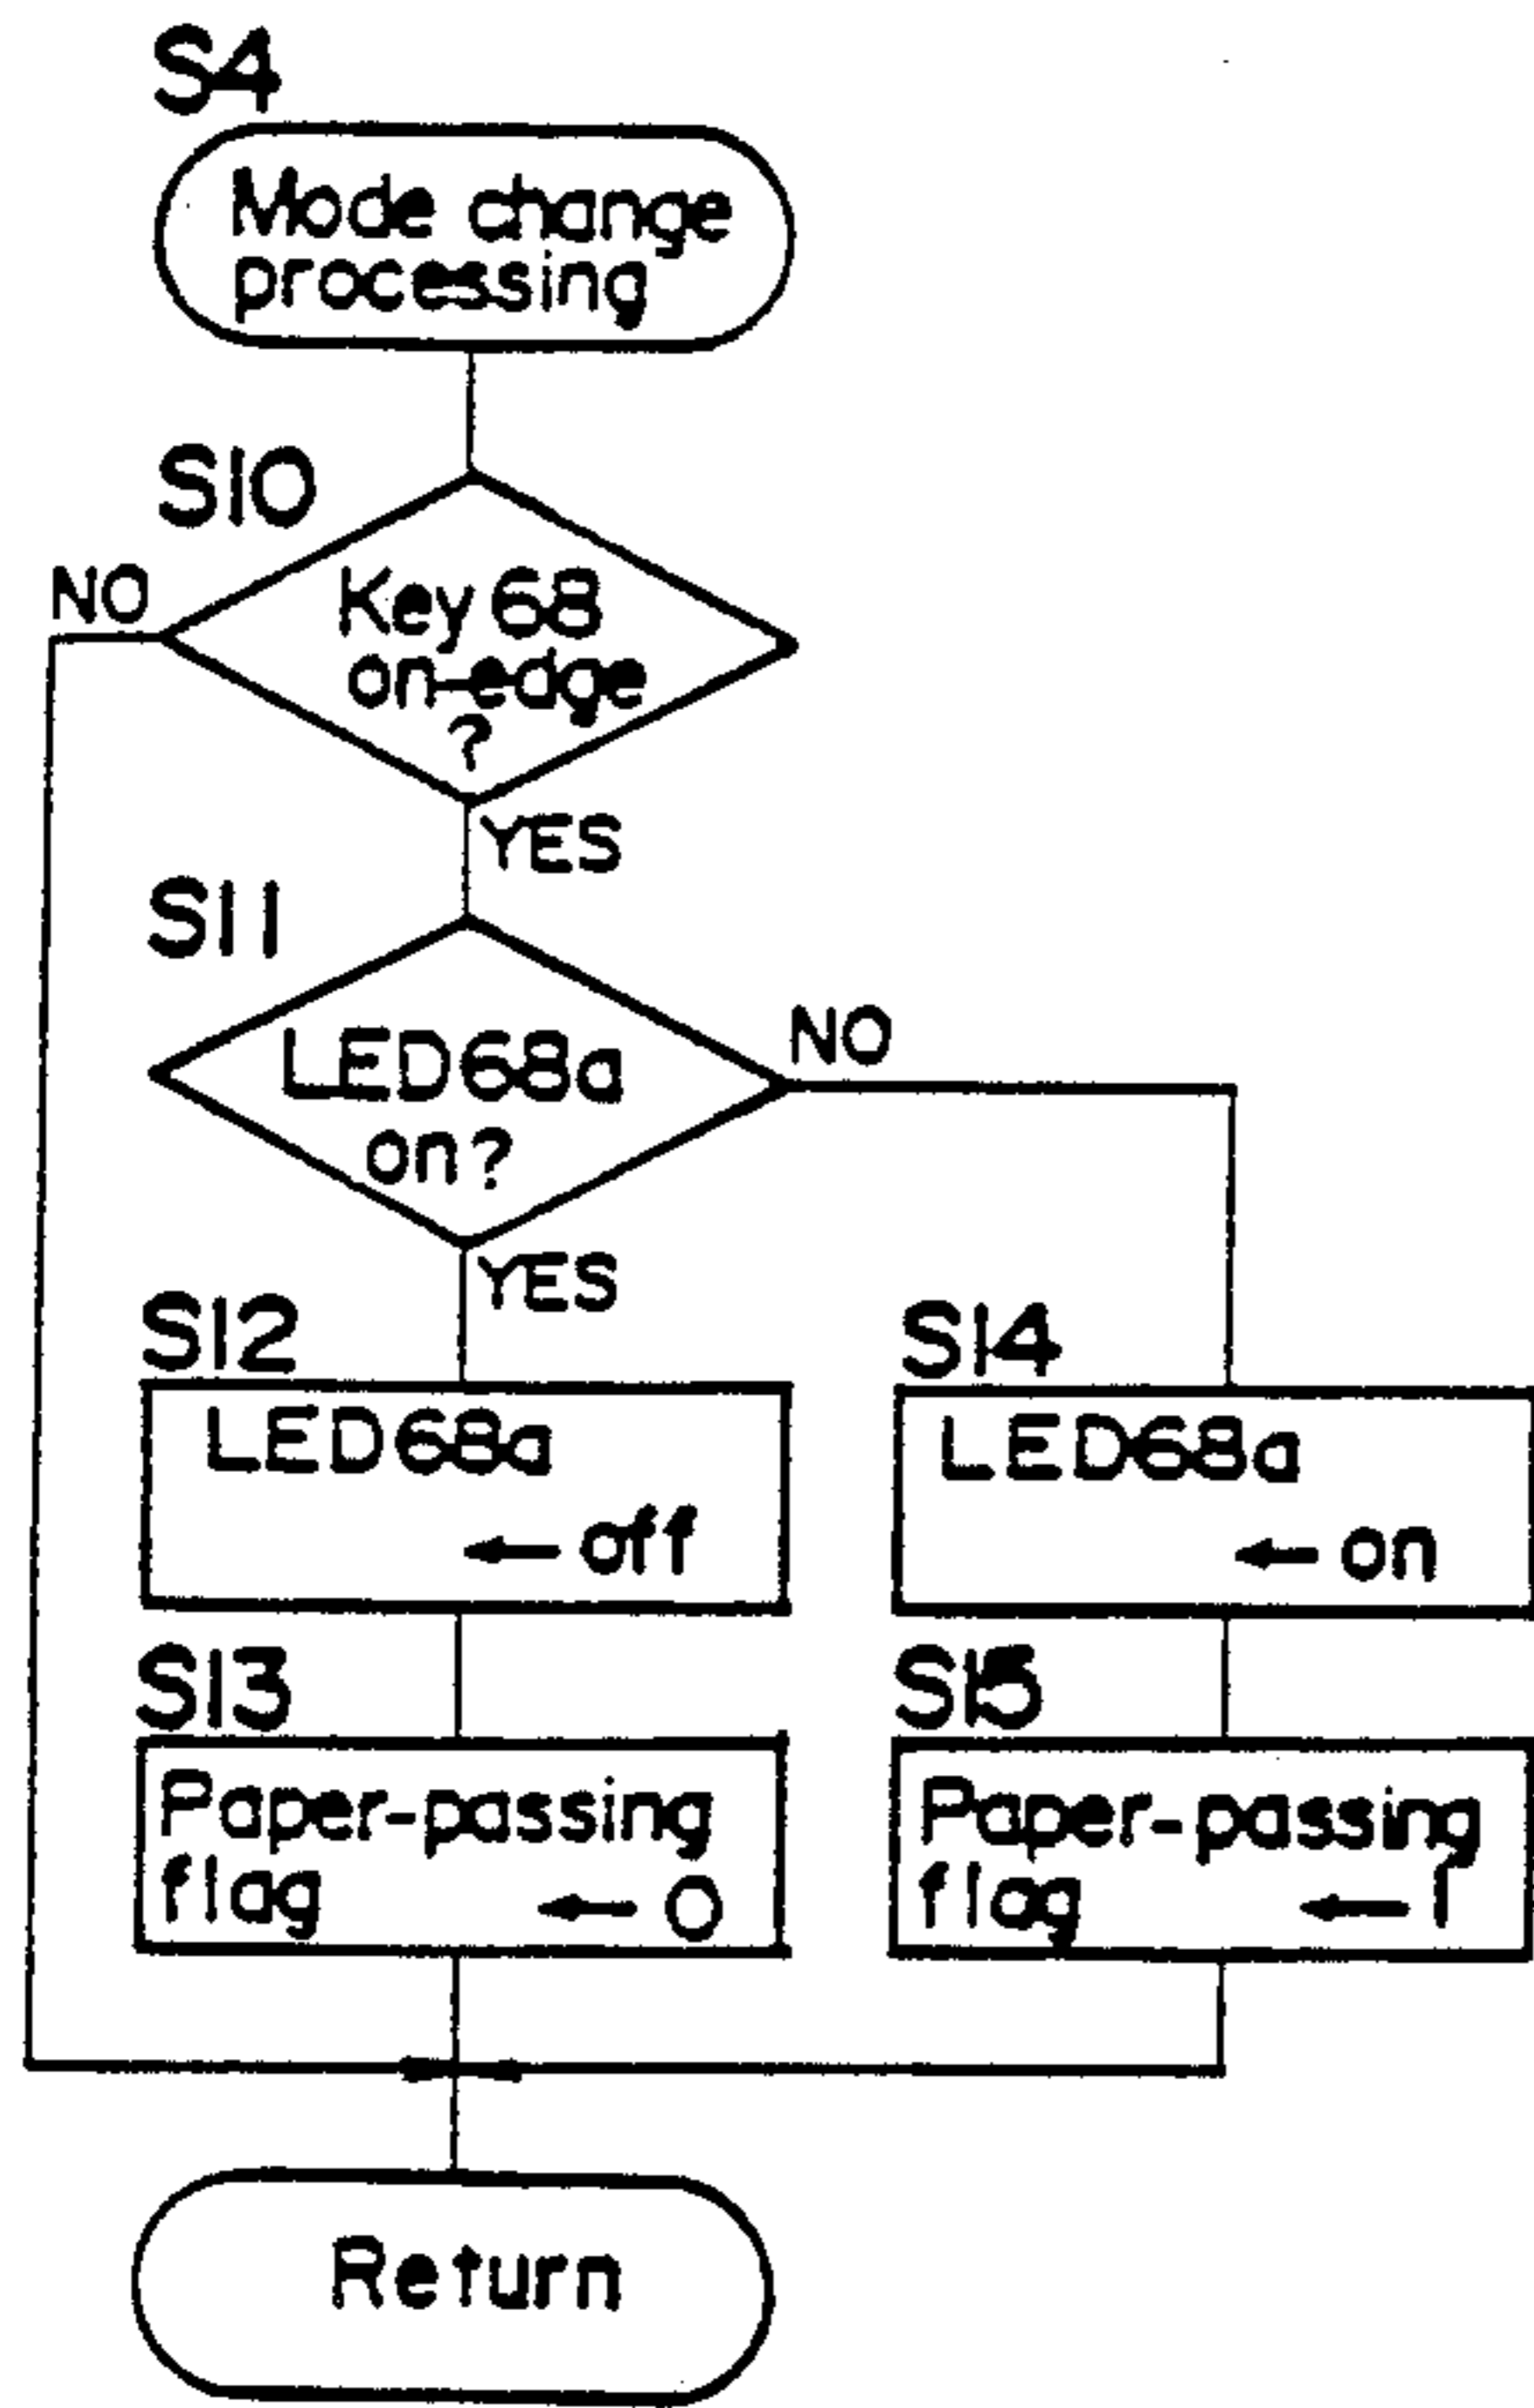 S4
Mode change
processing
S10
NO
Key 68
on-edge
?
YES
S11
LED68a
on?
NO
YES
S12
LED68a
← off
S13
Paper-passing
flag ← 0
S14
LED68a
← on
S15
Paper-passing
flag ← 1
Return